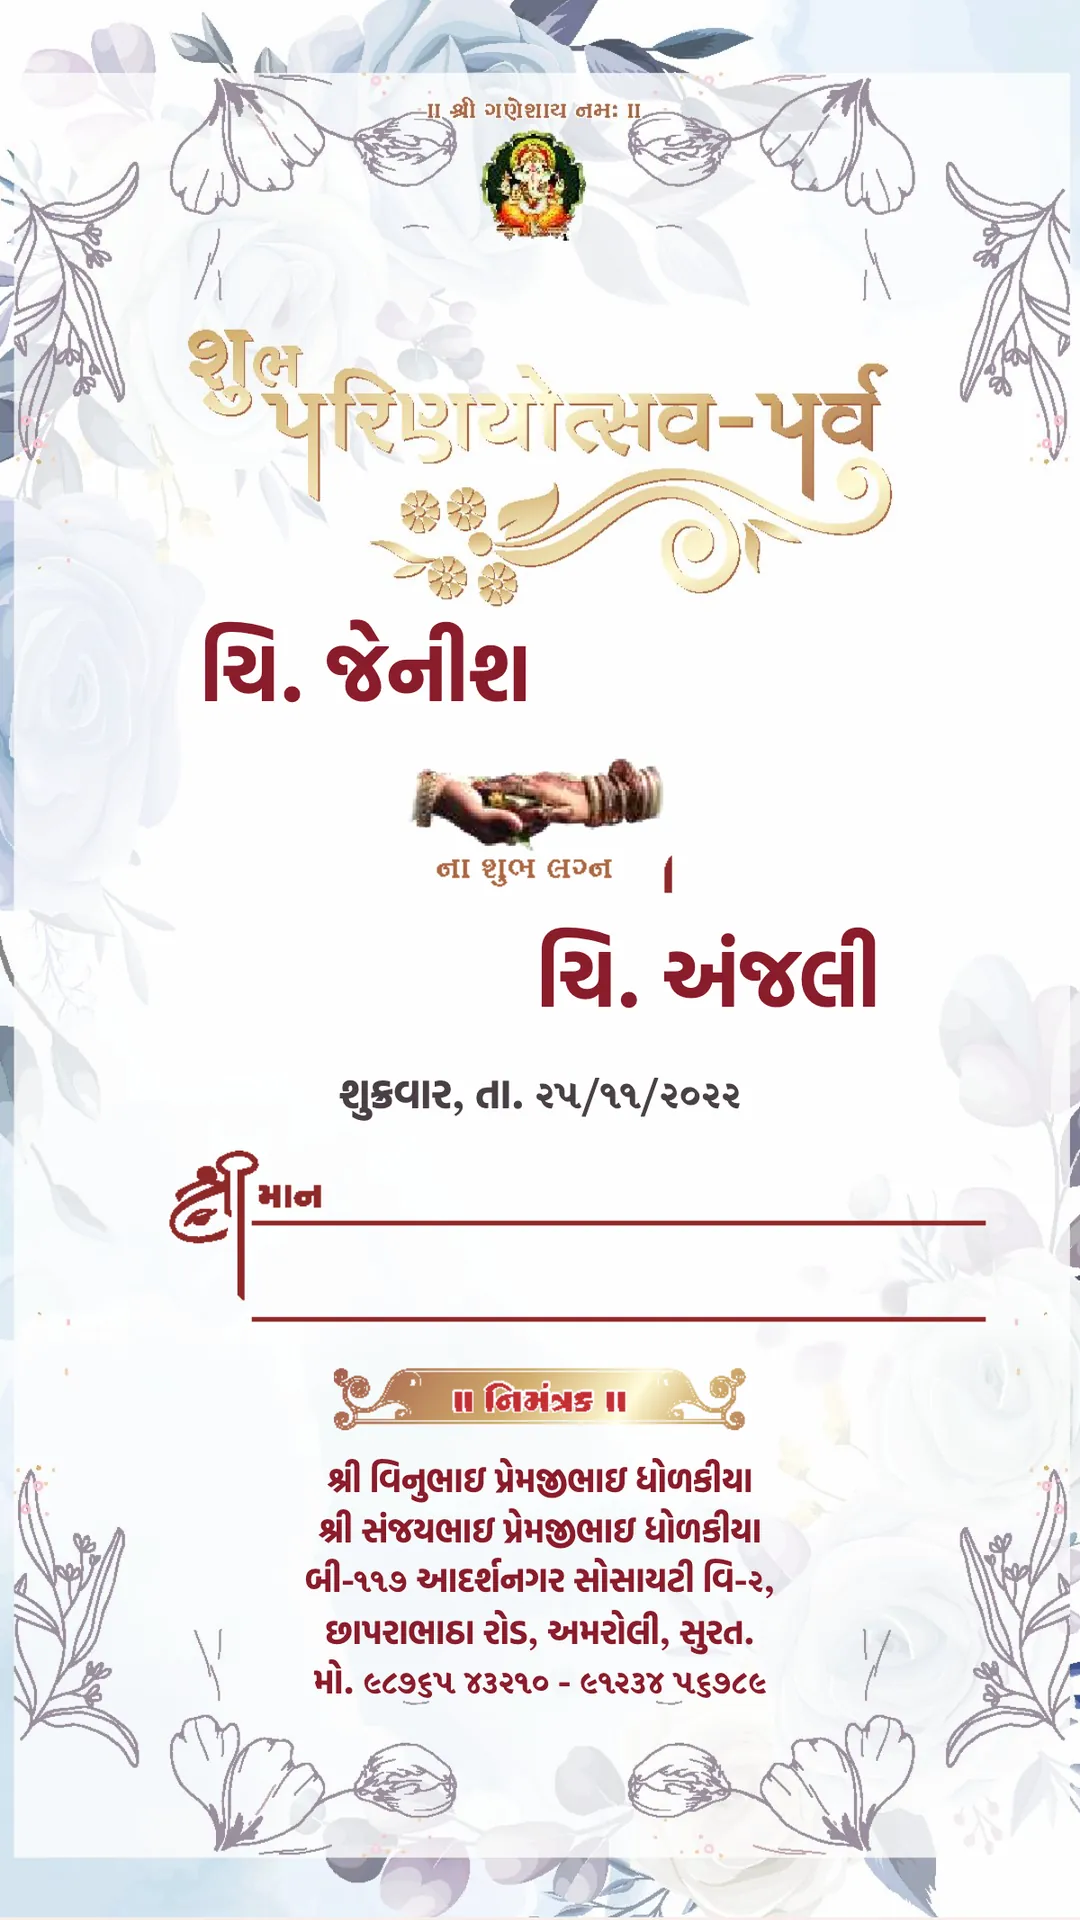 ॥ શ્રી ગણેશાય નમઃ ॥
શુભ
પરિણયોત્સવ-પર્વ
ચિ. જેનીશ
ના શુભ લગ્ન
ચિ. અંજલી
શુક્રવાર, તા. ૨૫/૧૧/૨૦૨૨
શ્રીમાન
॥ નિમંત્રક ॥
શ્રી વિનુભાઇ પ્રેમજીભાઇ ધોળકીયા
શ્રી સંજયભાઇ પ્રેમજીભાઇ ધોળકીયા
બી-૧૧૭ આદર્શનગર સોસાયટી વિ-૨,
છાપરાભાઠા રોડ, અમરોલી, સુરત.
મો. ૯૮૭૬૫ ૪૩૨૧૦ - ૯૧૨૩૪ ૫૬૭૮૯